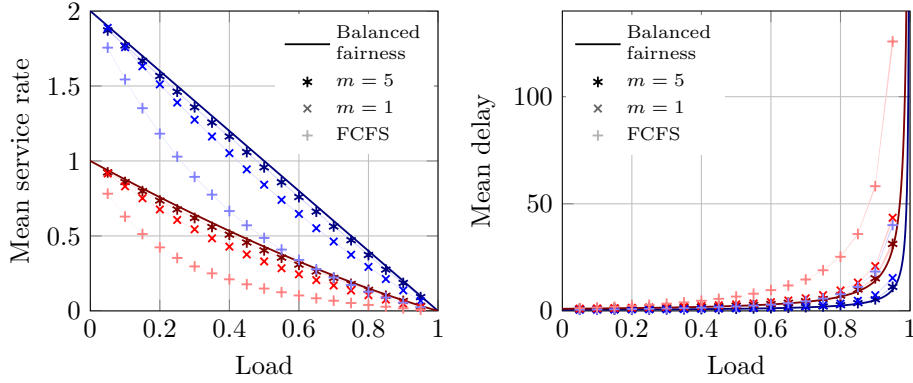 Mean service rate
2
1.5
1
0.5
0
0 0.2 0.4 0.6 0.8 1
Load
Balanced
fairness
m = 5
m = 1
FCFS
Mean delay
100
50
0
0 0.2 0.4 0.6 0.8 1
Load
Balanced
fairness
m = 5
m = 1
FCFS